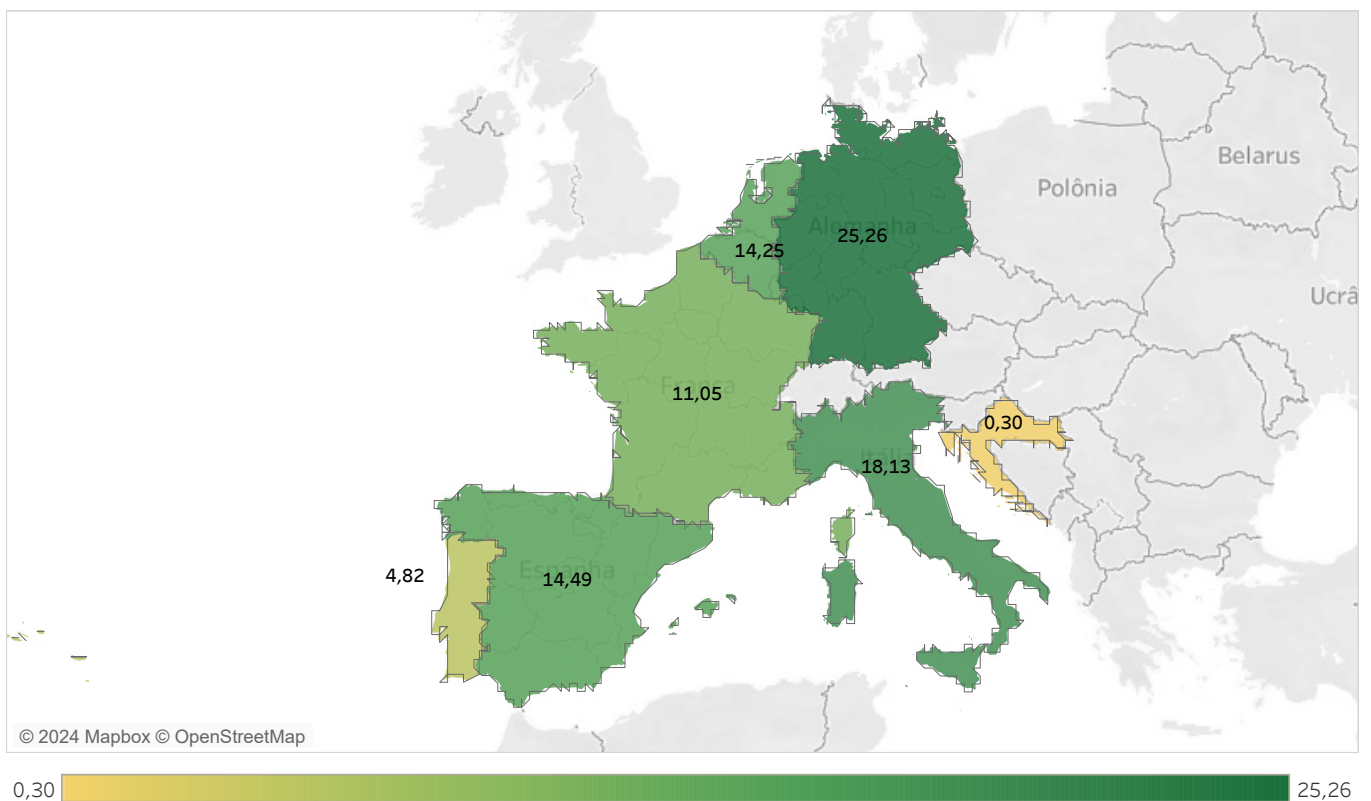 Belarus
Polônia
Alemanha
25,26
14,25
Ucrâ
França
11,05
0,30
Itália
18,13
Espanha
14,49
4,82
© 2024 Mapbox © OpenStreetMap
0,30
25,26